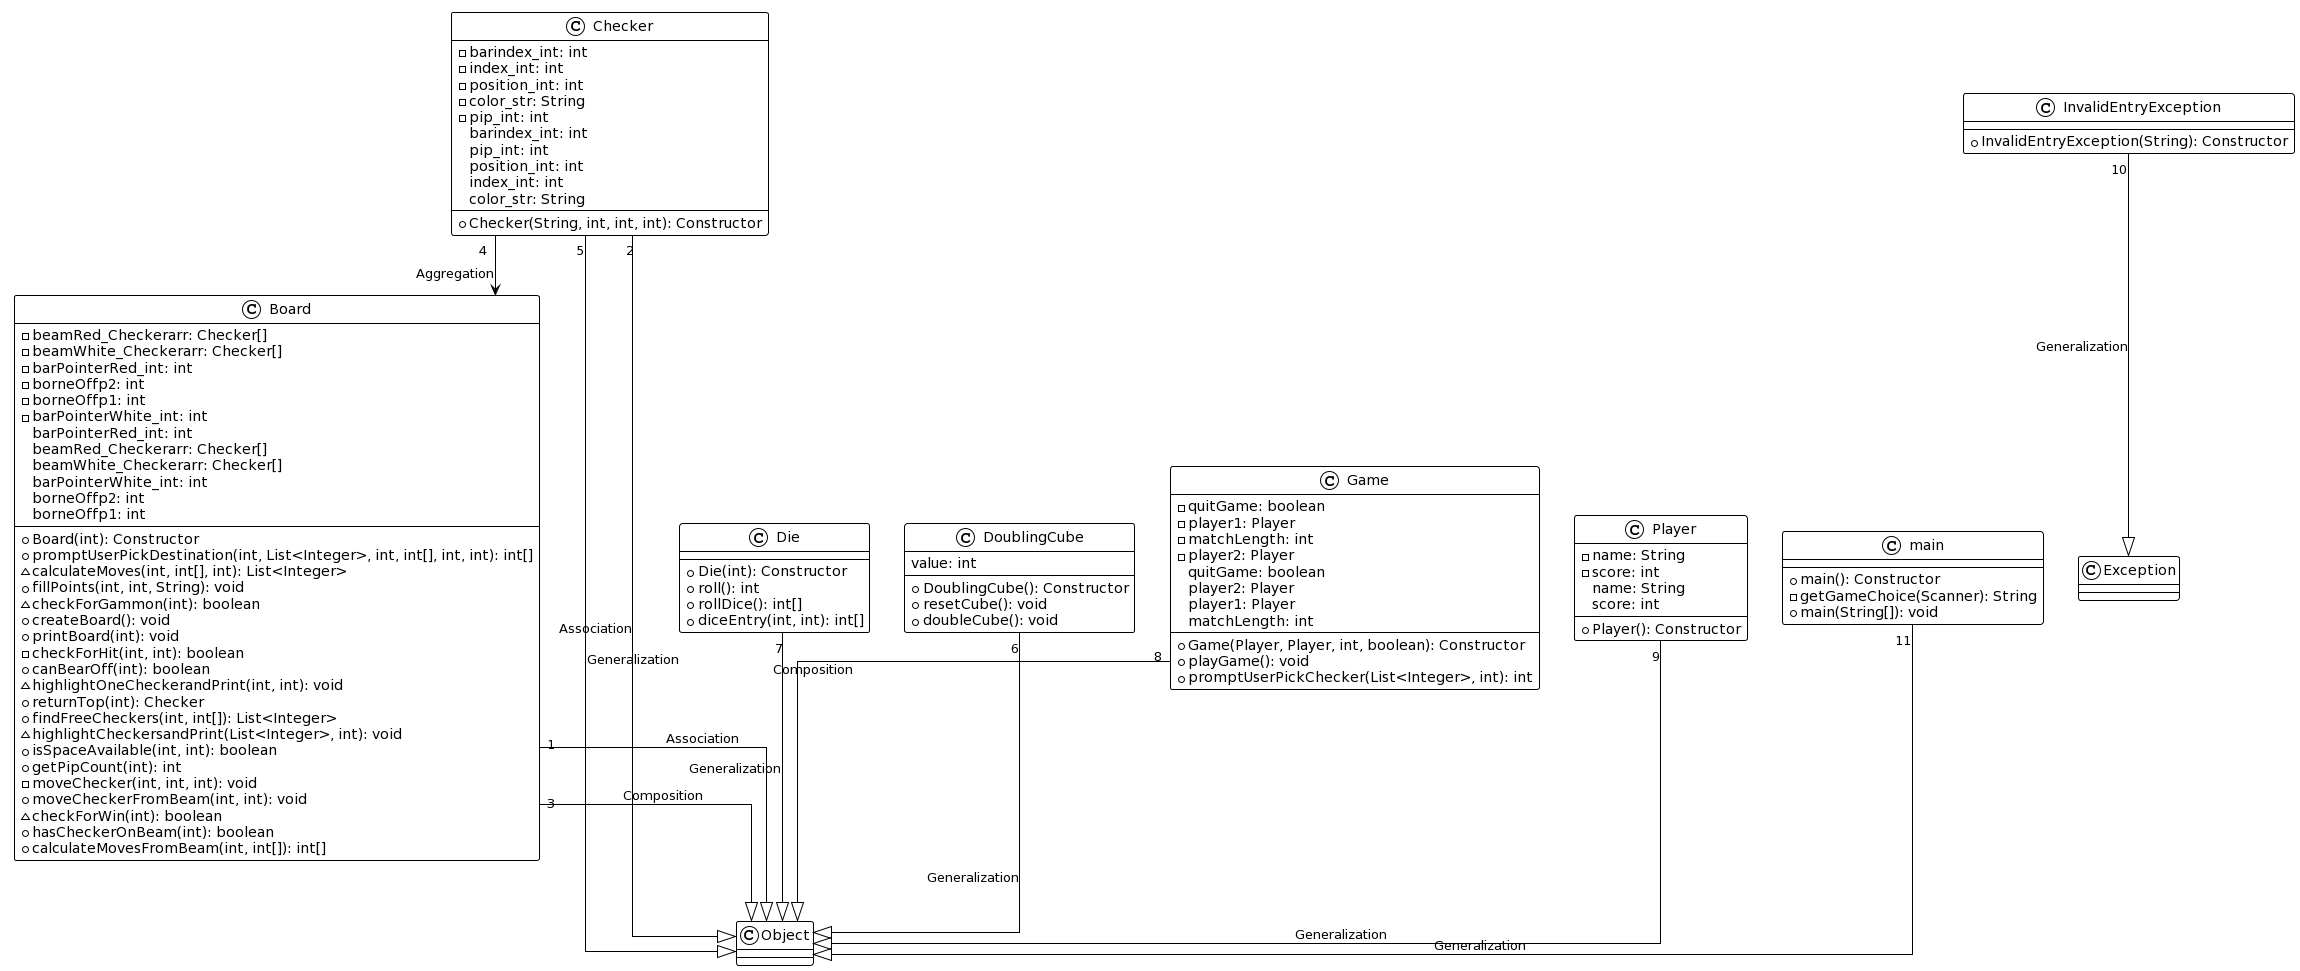 C Checker
barindex_int: int
index_int: int
position_int: int
color_str: String
pip_int: int
barindex_int: int
pip_int: int
position_int: int
index_int: int
color_str: String
Checker(String, int, int, int): Constructor
C InvalidEntryException
InvalidEntryException(String): Constructor
4
5
2
10
Aggregation
C Board
beamRed_Checkerarr: Checker[]
beamWhite_Checkerarr: Checker[]
barPointerRed_int: int
borneOffp2: int
borneOffp1: int
barPointerWhite_int: int
barPointerRed_int: int
beamRed_Checkerarr: Checker[]
beamWhite_Checkerarr: Checker[]
barPointerWhite_int: int
borneOffp2: int
borneOffp1: int
Board(int): Constructor
promptUserPickDestination(int, List<Integer>, int, int[], int, int): int[]
calculateMoves(int, int[], int): List<Integer>
fillPoints(int, int, String): void
checkForGammon(int): boolean
createBoard(): void
printBoard(int): void
checkForHit(int, int): boolean
canBearOff(int): boolean
highlightOneCheckerandPrint(int, int): void
returnTop(int): Checker
findFreeCheckers(int, int[]): List<Integer>
highlightCheckersandPrint(List<Integer>, int): void
isSpaceAvailable(int, int): boolean
getPipCount(int): int
moveChecker(int, int, int): void
moveCheckerFromBeam(int, int): void
checkForWin(int): boolean
hasCheckerOnBeam(int): boolean
calculateMovesFromBeam(int, int[]): int[]
Generalization
C Die
Die(int): Constructor
roll(): int
rollDice(): int[]
diceEntry(int, int): int[]
C DoublingCube
value: int
DoublingCube(): Constructor
resetCube(): void
doubleCube(): void
C Game
quitGame: boolean
player1: Player
matchLength: int
player2: Player
quitGame: boolean
player2: Player
player1: Player
matchLength: int
Game(Player, Player, int, boolean): Constructor
playGame(): void
promptUserPickChecker(List<Integer>, int): int
C Player
name: String
score: int
name: String
score: int
Player(): Constructor
C main
main(): Constructor
getGameChoice(Scanner): String
main(String[]): void
C Exception
Association
Generalization
7
Composition
6
8
9
11
1
Association
Generalization
3
Composition
Generalization
C Object
Generalization
Generalization